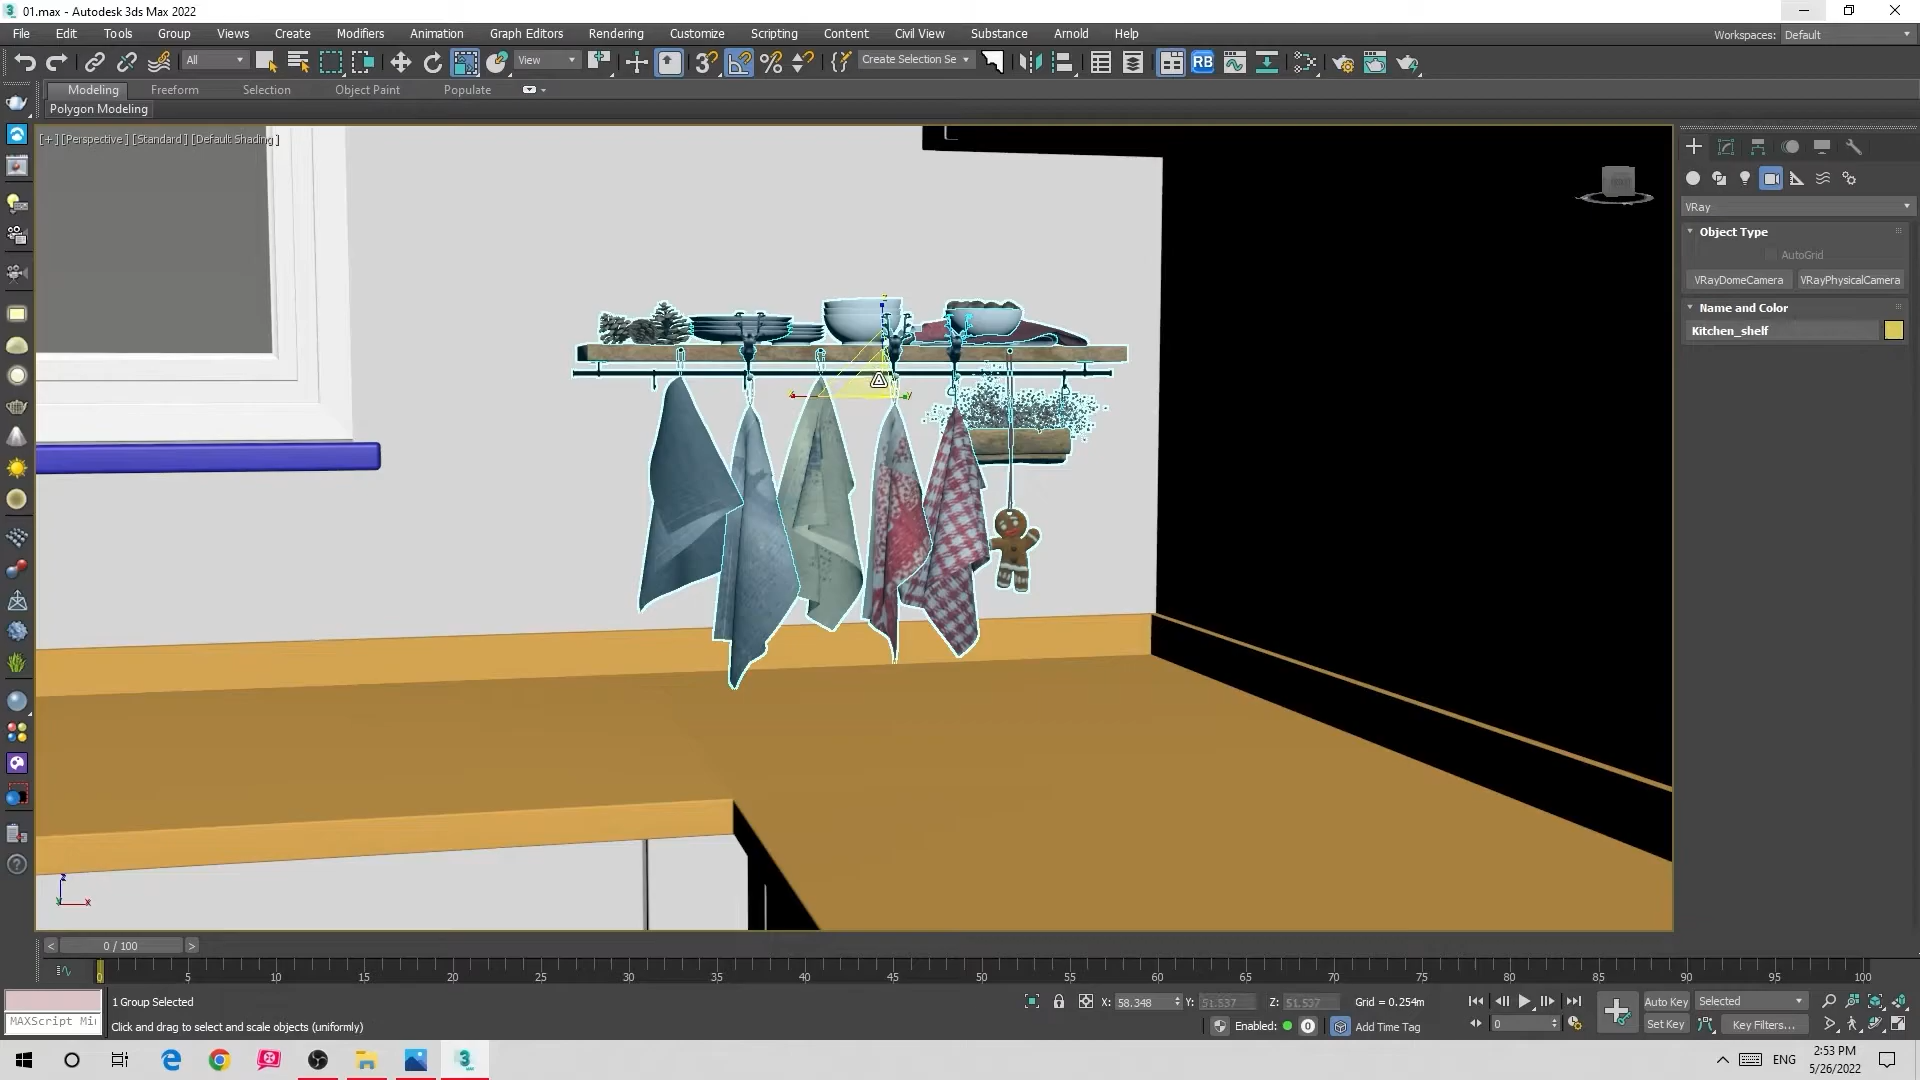 01.max - Autodesk 3ds Max 2022
File Edit Tools Group Views Create Modifiers Animation Graph Editors Rendering Customize Scripting Content Civil View Substance Arnold Help
Workspaces: Default
All View Create Selection Se RB
Modeling Freeform Selection Object Paint Populate
Polygon Modeling
[+] [Perspective] [Standard] [Default Shading]
VRay
Object Type
AutoGrid
VRayDomeCamera VRayPhysicalCamera
Name and Color
Kitchen_shelf
z
x y
z
y x
< 0 / 100 >
0 5 10 15 20 25 30 35 40 45 50 55 60 65 70 75 80 85 90 95 100
1 Group Selected
X: 58.348 Y: 51.537 Z: 51.537 Grid = 0.254m
Auto Key Selected
MAXScript Mi
Click and drag to select and scale objects (uniformly)
Enabled: 0 Add Time Tag
0
Set Key Key Filters...
ENG
2:53 PM
5/26/2022